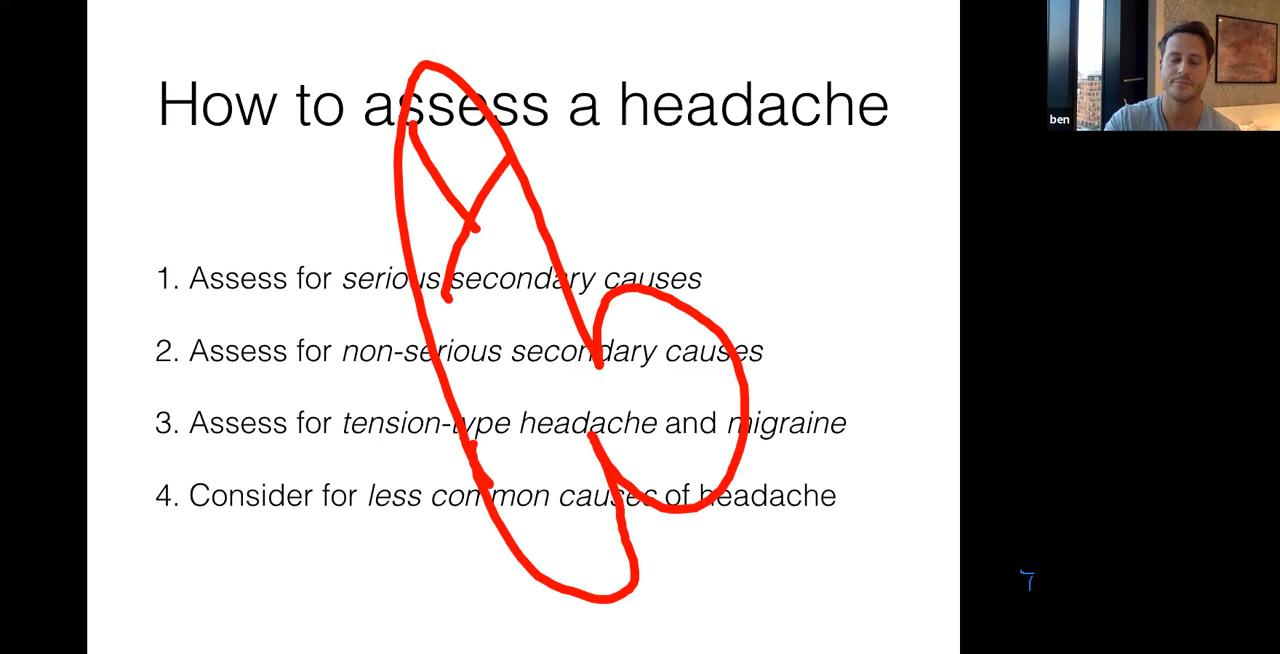 How to assess a headache
1. Assess for serious secondary causes
2. Assess for non-serious secondary causes
3. Assess for tension-type headache and migraine
4. Consider for less common causes of headache
ben